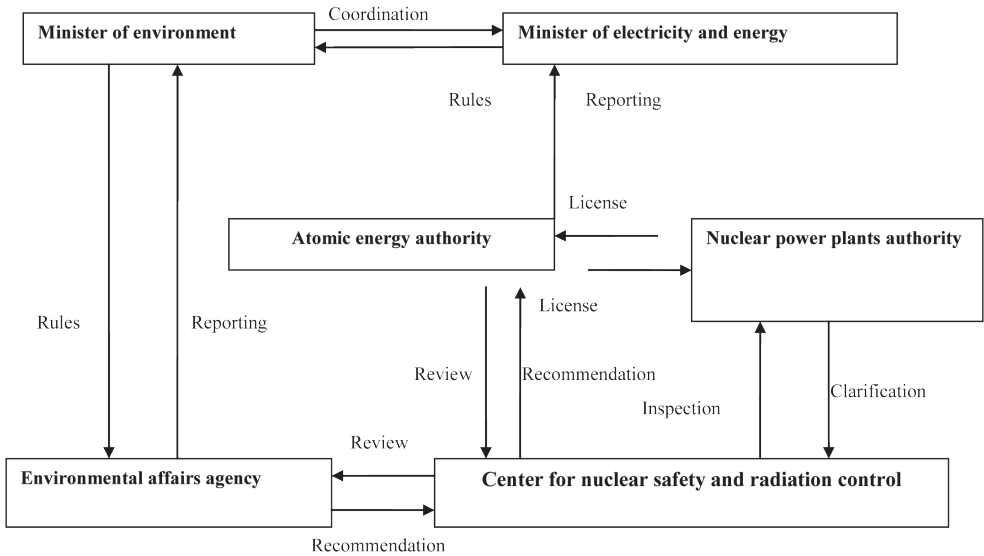 Coordination
Minister of environment
Minister of electricity and energy
Rules
Reporting
License
Atomic energy authority
Nuclear power plants authority
License
Rules
Reporting
Review
Recommendation
Clarification
Inspection
Review
Environmental affairs agency
Center for nuclear safety and radiation control
Recommendation